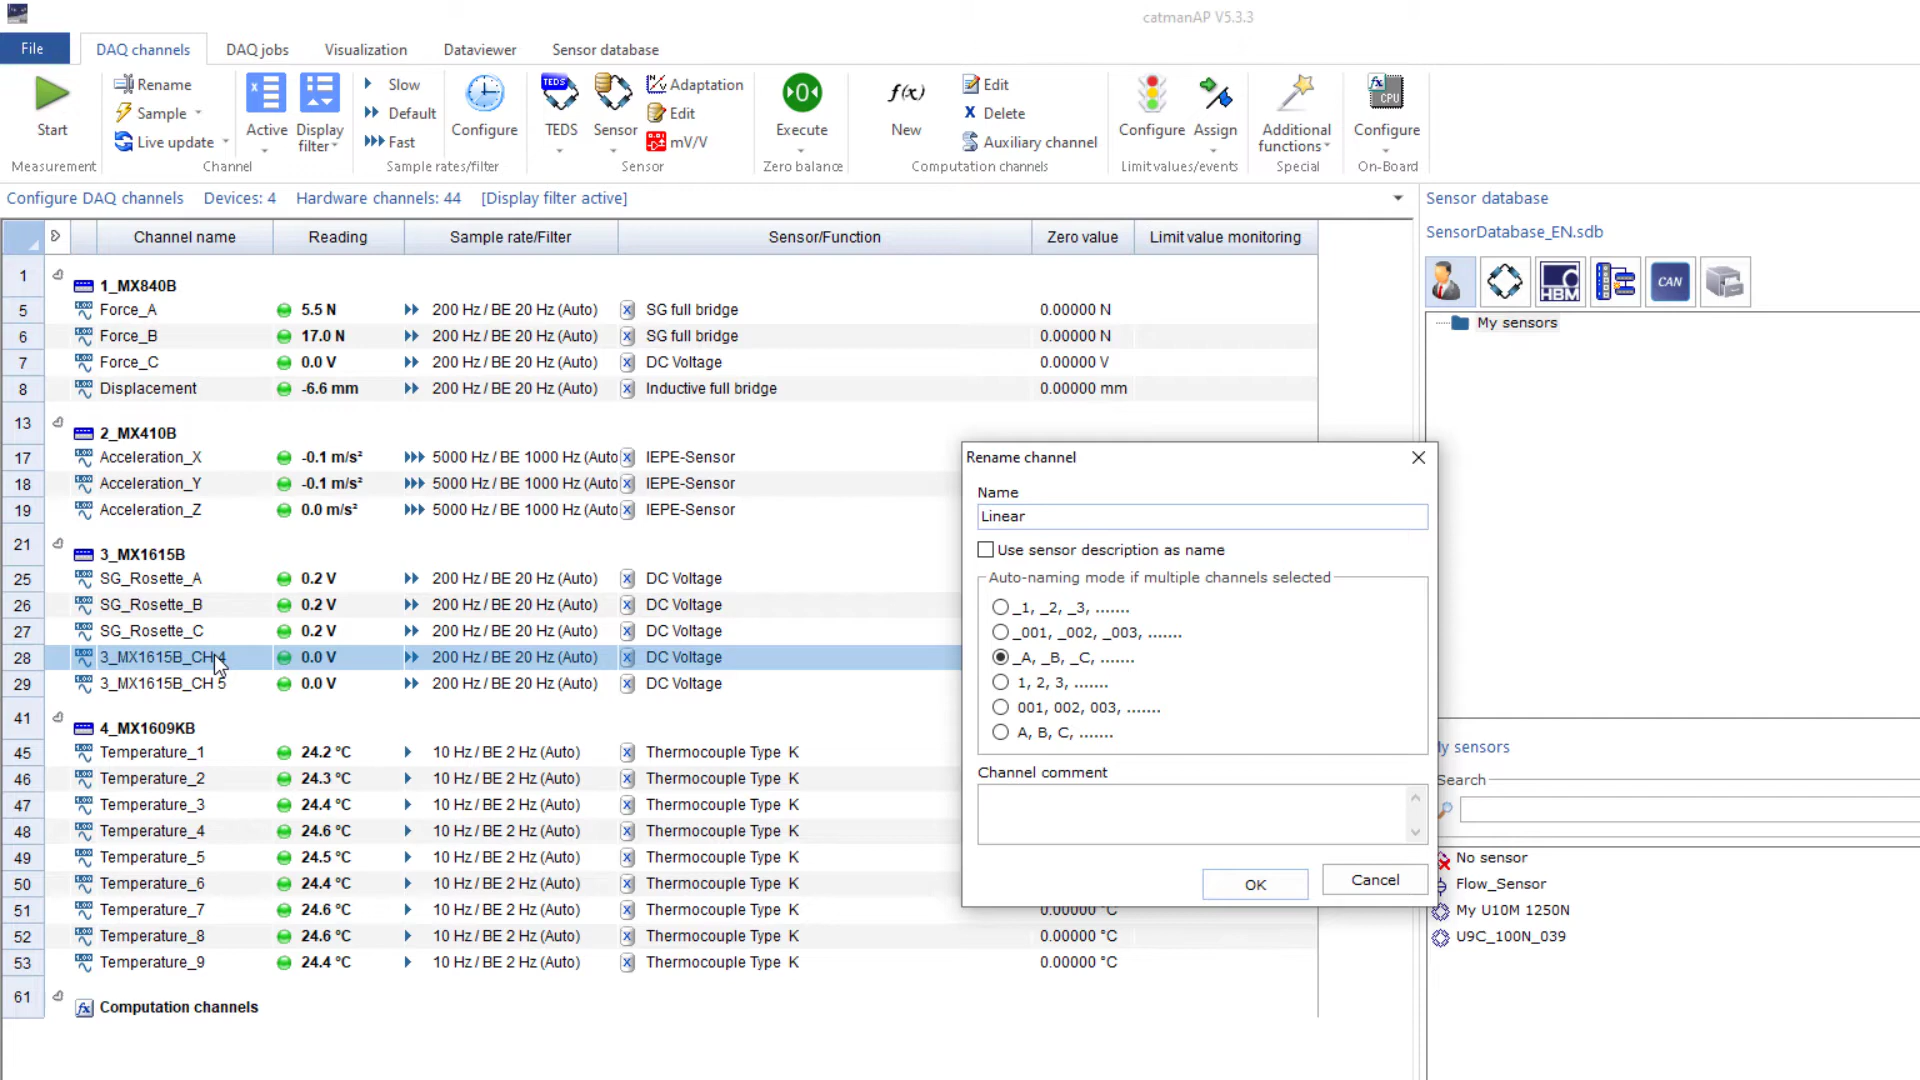 catmanAP V5.3.3
File DAQ channels DAQ jobs Visualization Dataviewer Sensor database
Start
Measurement
Rename
Sample
Live update
Active
Display filter
Channel
Slow
Default
Fast
Configure
Sample rates/filter
TEDS
TEDS
Sensor
Adaptation
Edit
mV/V
Sensor
>0<
Execute
Zero balance
f(x)
New
Edit
Delete
Auxiliary channel
Computation channels
Configure
Assign
Limit values/events
Additional functions
Special
fx CPU
Configure
On-Board
Configure DAQ channels Devices: 4 Hardware channels: 44 [Display filter active]
Channel name Reading Sample rate/Filter Sensor/Function Zero value Limit value monitoring
1 1_MX840B
5 Force_A 5.5 N 200 Hz / BE 20 Hz (Auto) SG full bridge 0.00000 N
6 Force_B 17.0 N 200 Hz / BE 20 Hz (Auto) SG full bridge 0.00000 N
7 Force_C 0.0 V 200 Hz / BE 20 Hz (Auto) DC Voltage 0.00000 V
8 Displacement -6.6 mm 200 Hz / BE 20 Hz (Auto) Inductive full bridge 0.00000 mm
13 2_MX410B
17 Acceleration_X -0.1 m/s² 5000 Hz / BE 1000 Hz (Auto IEPE-Sensor
18 Acceleration_Y -0.1 m/s² 5000 Hz / BE 1000 Hz (Auto IEPE-Sensor
19 Acceleration_Z 0.0 m/s² 5000 Hz / BE 1000 Hz (Auto IEPE-Sensor
21 3_MX1615B
25 SG_Rosette_A 0.2 V 200 Hz / BE 20 Hz (Auto) DC Voltage
26 SG_Rosette_B 0.2 V 200 Hz / BE 20 Hz (Auto) DC Voltage
27 SG_Rosette_C 0.2 V 200 Hz / BE 20 Hz (Auto) DC Voltage
28 3_MX1615B_CH 4 0.0 V 200 Hz / BE 20 Hz (Auto) DC Voltage
29 3_MX1615B_CH 5 0.0 V 200 Hz / BE 20 Hz (Auto) DC Voltage
41 4_MX1609KB
45 Temperature_1 24.2 °C 10 Hz / BE 2 Hz (Auto) Thermocouple Type K
46 Temperature_2 24.3 °C 10 Hz / BE 2 Hz (Auto) Thermocouple Type K
47 Temperature_3 24.4 °C 10 Hz / BE 2 Hz (Auto) Thermocouple Type K
48 Temperature_4 24.6 °C 10 Hz / BE 2 Hz (Auto) Thermocouple Type K
49 Temperature_5 24.5 °C 10 Hz / BE 2 Hz (Auto) Thermocouple Type K
50 Temperature_6 24.4 °C 10 Hz / BE 2 Hz (Auto) Thermocouple Type K
51 Temperature_7 24.6 °C 10 Hz / BE 2 Hz (Auto) Thermocouple Type K 0.00000 °C
52 Temperature_8 24.6 °C 10 Hz / BE 2 Hz (Auto) Thermocouple Type K 0.00000 °C
53 Temperature_9 24.4 °C 10 Hz / BE 2 Hz (Auto) Thermocouple Type K 0.00000 °C
61 fx Computation channels
Rename channel
Name
Linear
Use sensor description as name
Auto-naming mode if multiple channels selected
_1, _2, _3, .......
_001, _002, _003, .......
_A, _B, _C, .......
1, 2, 3, .......
001, 002, 003, .......
A, B, C, .......
Channel comment
OK Cancel
Sensor database
SensorDatabase_EN.sdb
HBM CAN
My sensors
y sensors
Search
No sensor
Flow_Sensor
My U10M 1250N
U9C_100N_039